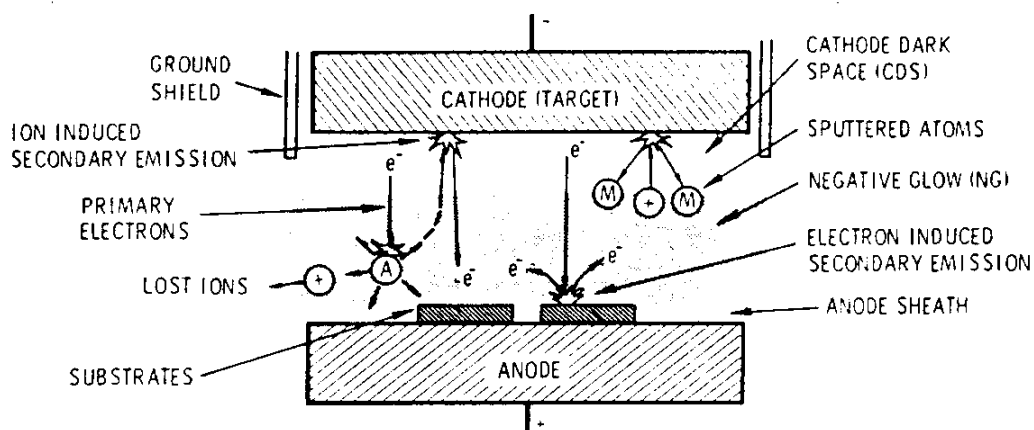 -
GROUND
SHIELD
CATHODE (TARGET)
CATHODE DARK
SPACE (CDS)
ION INDUCED
SECONDARY EMISSION
SPUTTERED ATOMS
e-
e-
M
+
M
NEGATIVE GLOW (NG)
PRIMARY
ELECTRONS
ELECTRON INDUCED
SECONDARY EMISSION
LOST IONS
+
A
e-
e-
e-
ANODE SHEATH
SUBSTRATES
ANODE
+